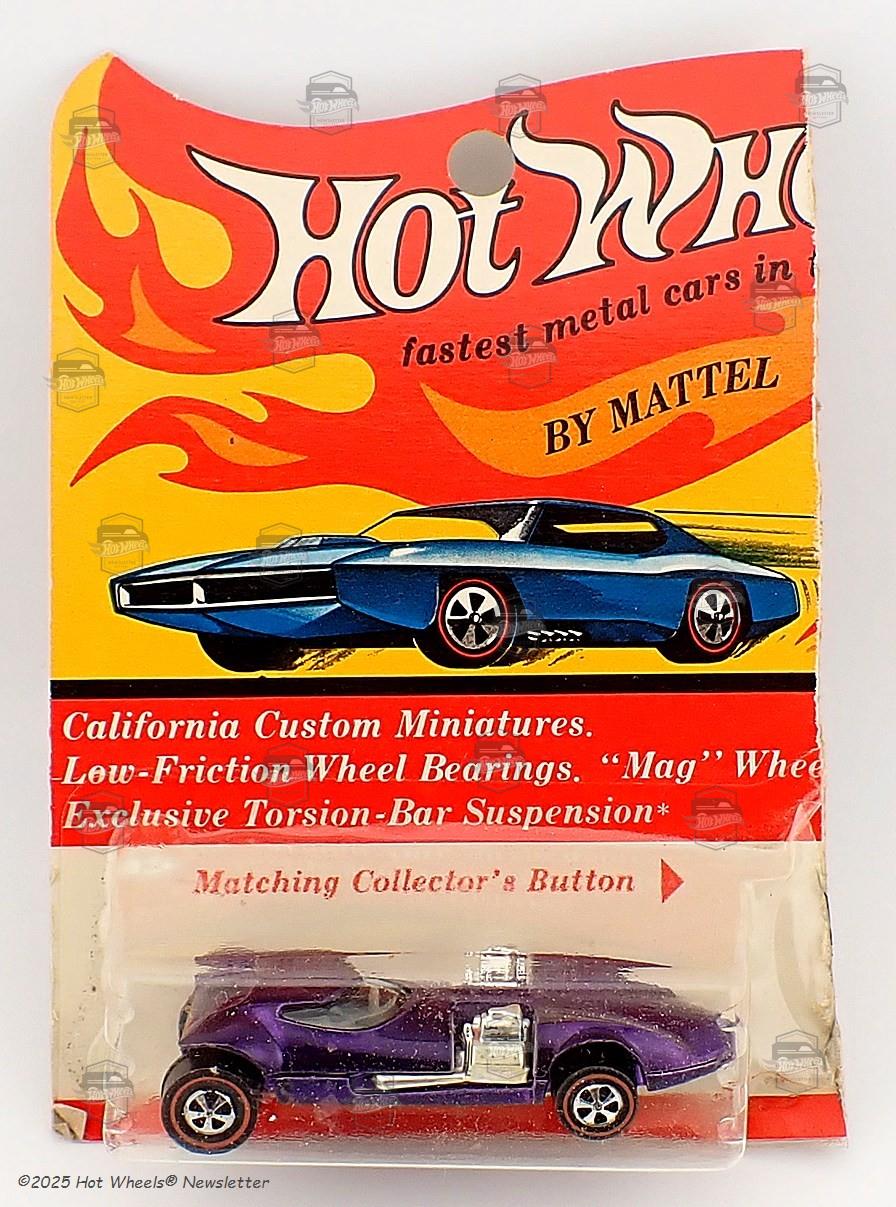 Hot Whe
fastest metal cars in t
BY MATTEL
California Custom Miniatures.
Low-Friction Wheel Bearings. “Mag” Whee
Exclusive Torsion-Bar Suspension*
Matching Collector's Button
©2025 Hot Wheels® Newsletter